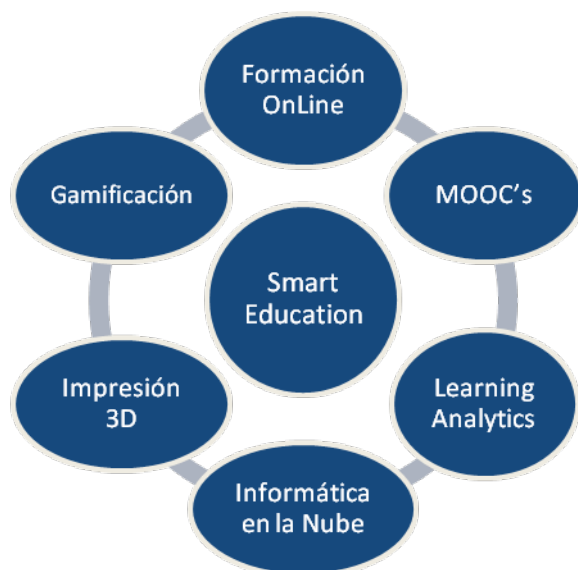 Formación
OnLine
Gamificación
MOOC's
Smart
Education
Impresión
3D
Learning
Analytics
Informática
en la Nube